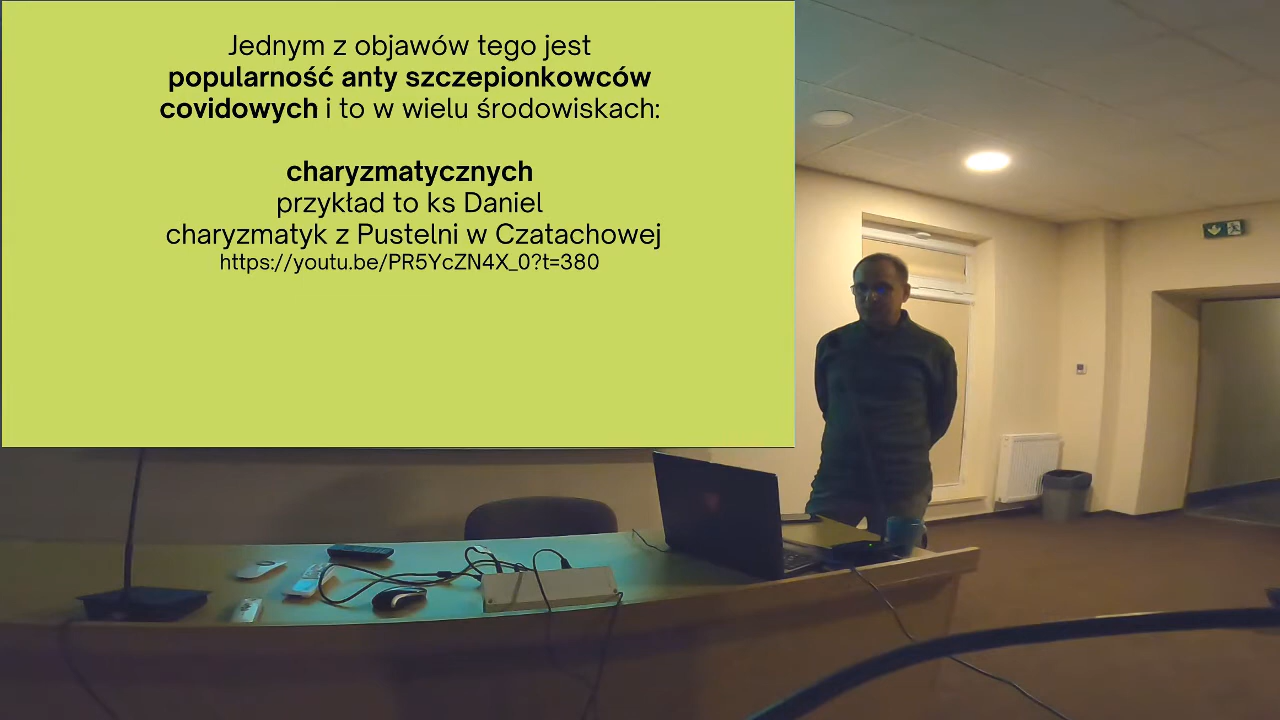 Jednym z objawów tego jest
popularność anty szczepionkowców
covidowych i to w wielu środowiskach:
charyzmatycznych
przykład to ks Daniel
charyzmatyk z Pustelni w Czatachowej
https://youtu.be/PR5YcZN4X_0?t=380